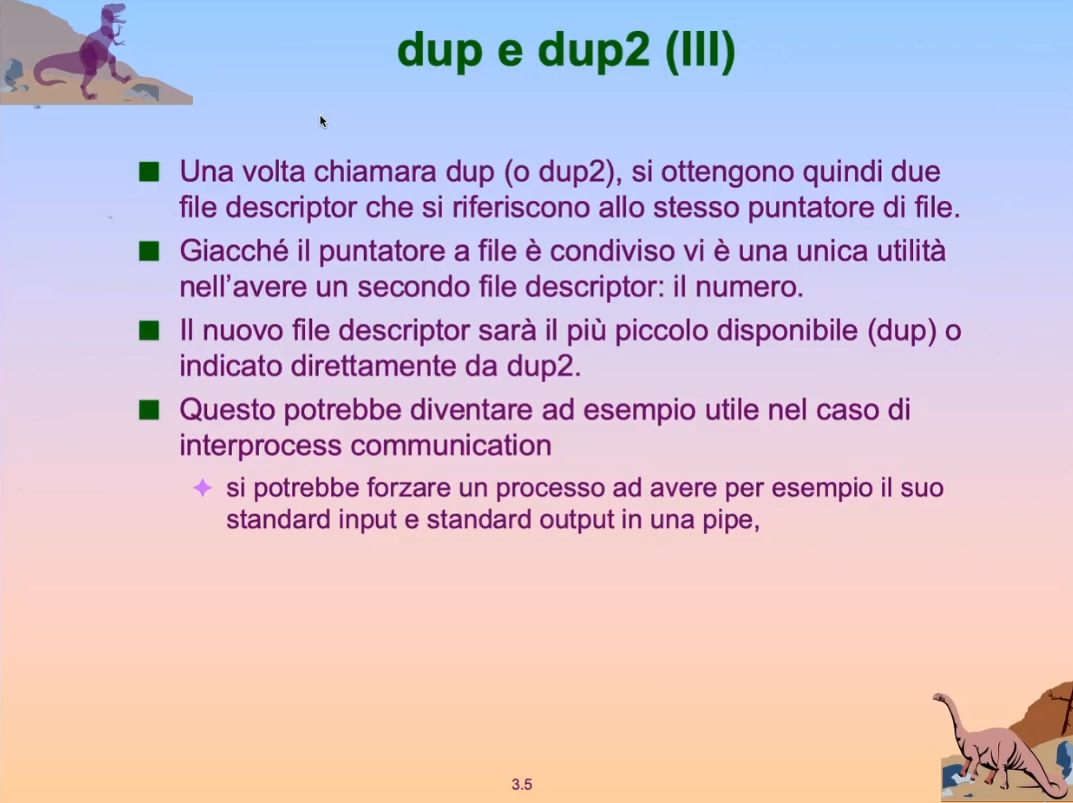 dup e dup2 (III)
Una volta chiamara dup (o dup2), si ottengono quindi due
file descriptor che si riferiscono allo stesso puntatore di file.
Giacché il puntatore a file è condiviso vi è una unica utilità
nell’avere un secondo file descriptor: il numero.
Il nuovo file descriptor sarà il più piccolo disponibile (dup) o
indicato direttamente da dup2.
Questo potrebbe diventare ad esempio utile nel caso di
interprocess communication
si potrebbe forzare un processo ad avere per esempio il suo
standard input e standard output in una pipe,
3.5